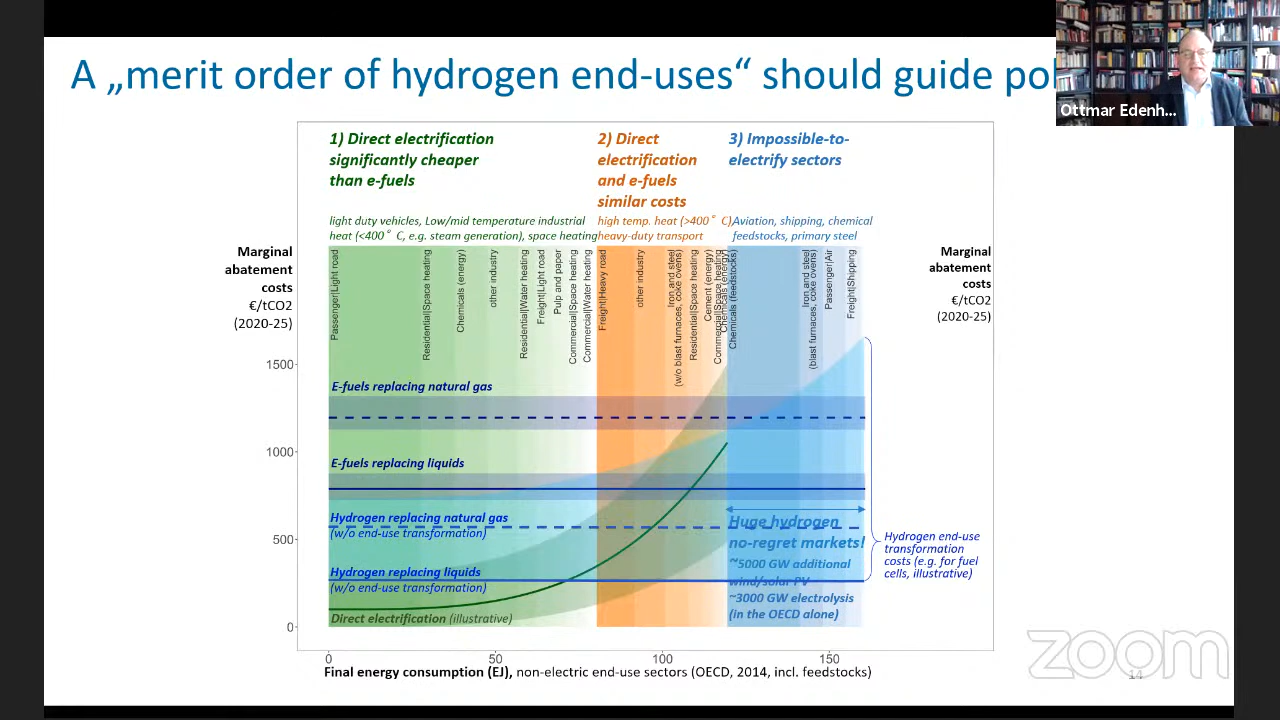 A „merit order of hydrogen end-uses“ should guide po
Ottmar Edenh...
1) Direct electrification
significantly cheaper
than e-fuels
2) Direct
electrification
and e-fuels
similar costs
3) Impossible-to-
electrify sectors
light duty vehicles, Low/mid temperature industrial
heat (<400° C, e.g. steam generation), space heating
high temp. heat (>400° C)
heavy-duty transport
Aviation, shipping, chemical
feedstocks, primary steel
Marginal
abatement
costs
€/tCO2
(2020-25)
Marginal
abatement
costs
€/tCO2
(2020-25)
Passenger|Light road
Residential|Space heating
Chemicals (energy)
other industry
Residential|Water heating
Freight|Light road
Pulp and paper
Commercial|Space heating
Commercial|Water heating
Freight|Heavy road
other industry
Iron and steel
(w/o blast furnaces, coke ovens)
Residential|Space heating
Cement (energy)
Commercial|Space heating
Chemicals (energy)
Chemicals (feedstocks)
Iron and steel
(blast furnaces, coke ovens)
Passenger|Air
Freight|Shipping
1500
1000
500
0
E-fuels replacing natural gas
E-fuels replacing liquids
Hydrogen replacing natural gas
(w/o end-use transformation)
Hydrogen replacing liquids
(w/o end-use transformation)
Direct electrification (illustrative)
Huge hydrogen
no-regret markets!
~5000 GW additional
wind/solar PV
~3000 GW electrolysis
(in the OECD alone)
Hydrogen end-use
transformation
costs (e.g. for fuel
cells, illustrative)
0
50
100
150
Final energy consumption (EJ), non-electric end-use sectors (OECD, 2014, incl. feedstocks)
zoom
14